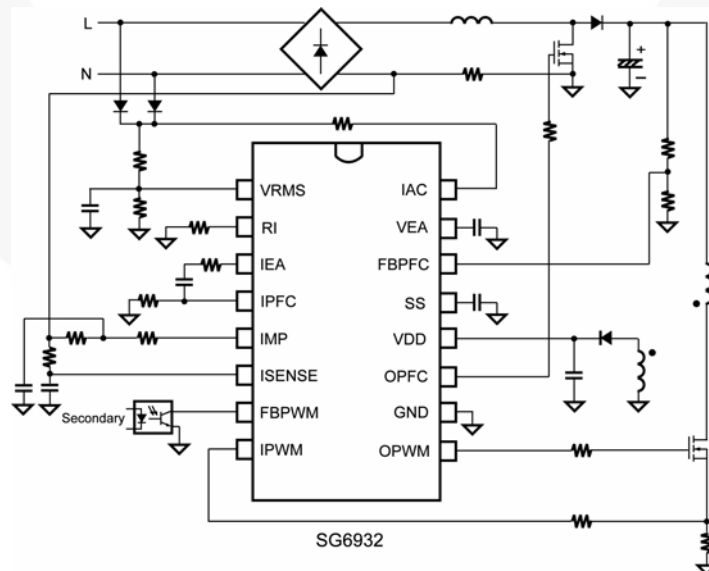 L
N
+
−
VRMS
IAC
RI
VEA
IEA
FBPFC
IPFC
SS
IMP
VDD
ISENSE
OPFC
Secondary
FBPWM
GND
IPWM
OPWM
SG6932